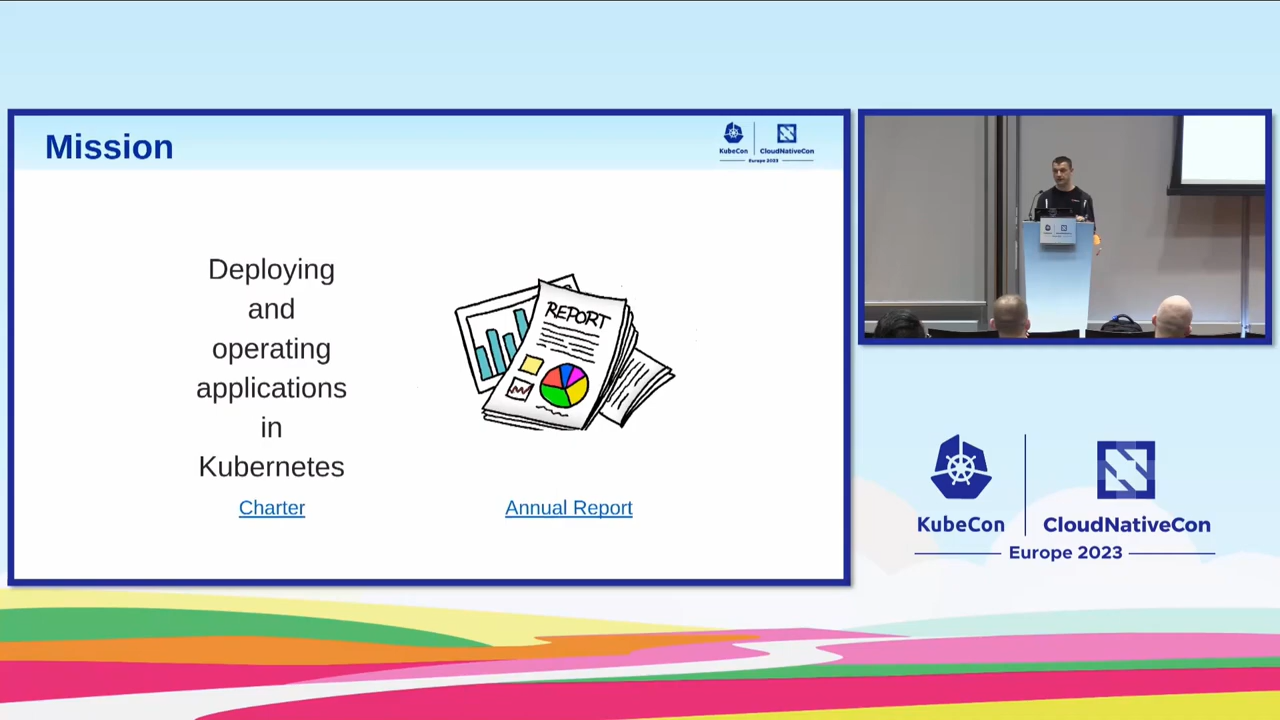 Mission
KubeCon
CloudNativeCon
Europe 2023
Deploying
and
operating
applications
in
Kubernetes
Charter
REPORT
Annual Report
KubeCon
CloudNativeCon
Europe 2023